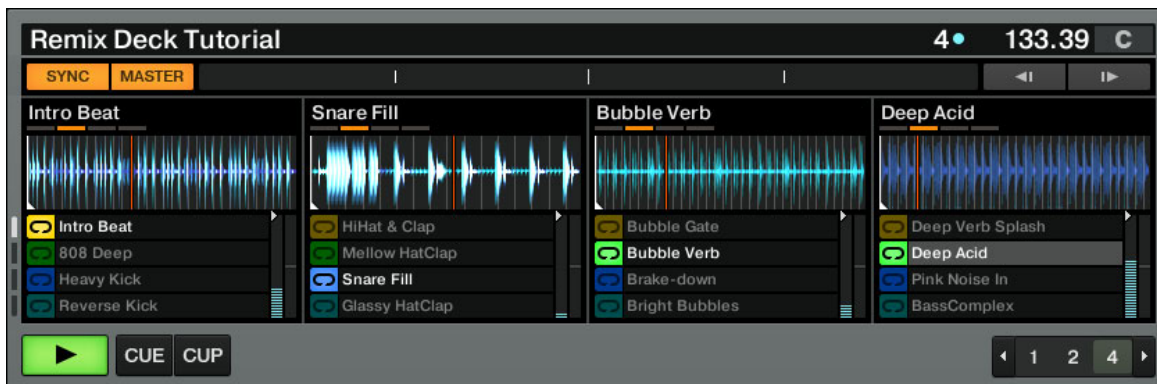 Remix Deck Tutorial 4 133.39 C
SYNC MASTER
Intro Beat Snare Fill Bubble Verb Deep Acid
Intro Beat HiHat & Clap Bubble Gate Deep Verb Splash
808 Deep Mellow HatClap Bubble Verb Deep Acid
Heavy Kick Snare Fill Brake-down Pink Noise In
Reverse Kick Glassy HatClap Bright Bubbles BassComplex
CUE CUP 1 2 4